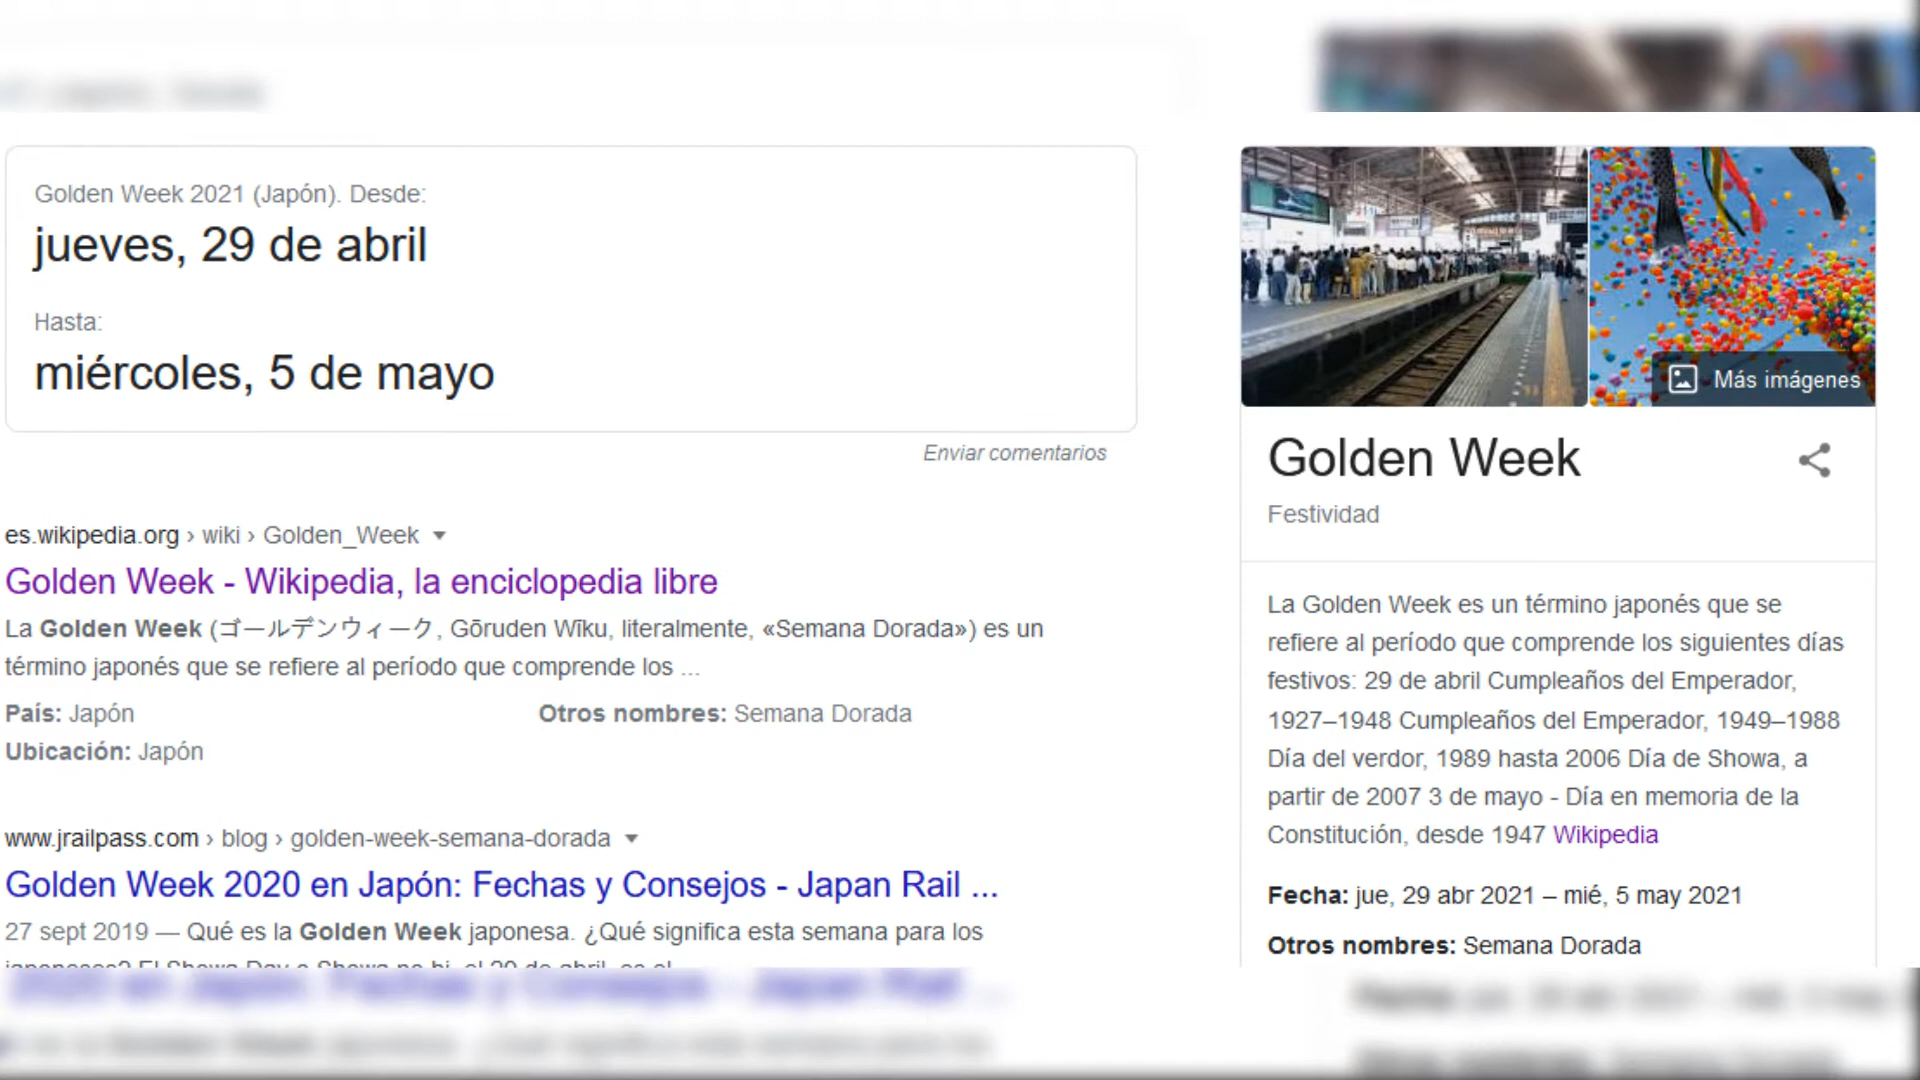 Golden Week 2021 (Japón). Desde:
jueves, 29 de abril
Hasta:
miércoles, 5 de mayo
Enviar comentarios
es.wikipedia.org › wiki › Golden_Week
Golden Week - Wikipedia, la enciclopedia libre
La Golden Week (ゴールデンウィーク, Gōruden Wīku, literalmente, «Semana Dorada») es un
término japonés que se refiere al período que comprende los ...
País: Japón
Otros nombres: Semana Dorada
Ubicación: Japón
www.jrailpass.com › blog › golden-week-semana-dorada
Golden Week 2020 en Japón: Fechas y Consejos - Japan Rail ...
27 sept 2019 — Qué es la Golden Week japonesa. ¿Qué significa esta semana para los
Más imágenes
Golden Week
Festividad
La Golden Week es un término japonés que se
refiere al período que comprende los siguientes días
festivos: 29 de abril Cumpleaños del Emperador,
1927–1948 Cumpleaños del Emperador, 1949–1988
Día del verdor, 1989 hasta 2006 Día de Showa, a
partir de 2007 3 de mayo - Día en memoria de la
Constitución, desde 1947 Wikipedia
Fecha: jue, 29 abr 2021 – mié, 5 may 2021
Otros nombres: Semana Dorada